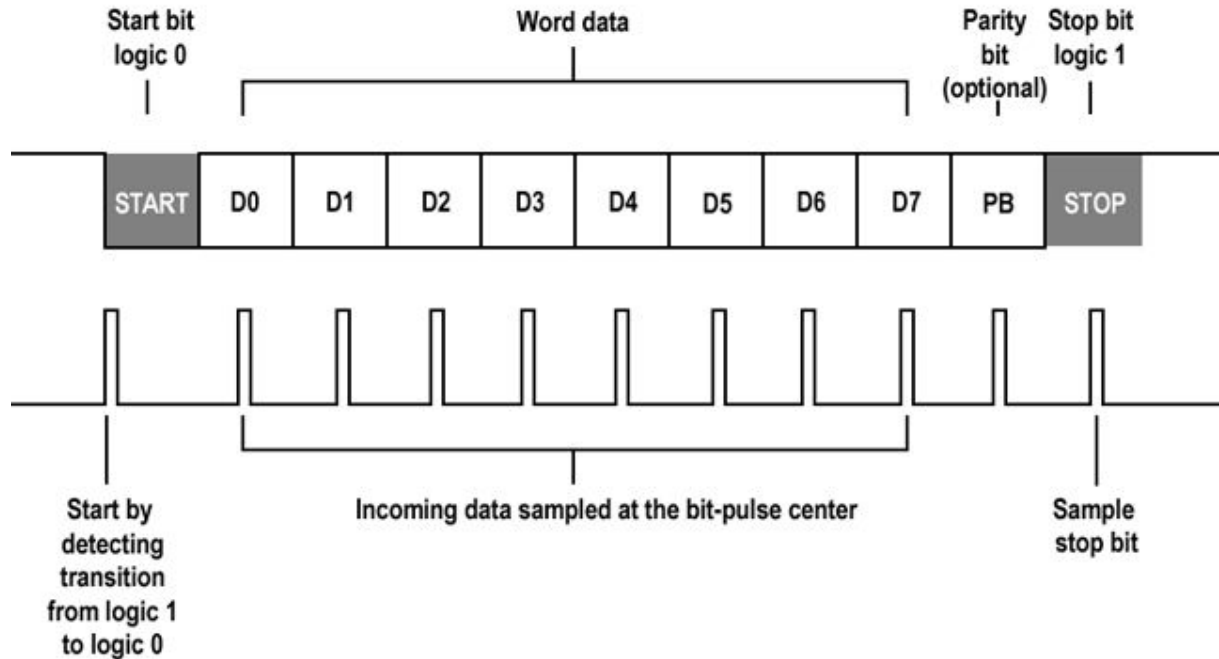 Start bit
logic 0
Word data
Parity
bit
(optional)
Stop bit
logic 1
START
D0
D1
D2
D3
D4
D5
D6
D7
PB
STOP
Start by
detecting
transition
from logic 1
to logic 0
Incoming data sampled at the bit-pulse center
Sample
stop bit